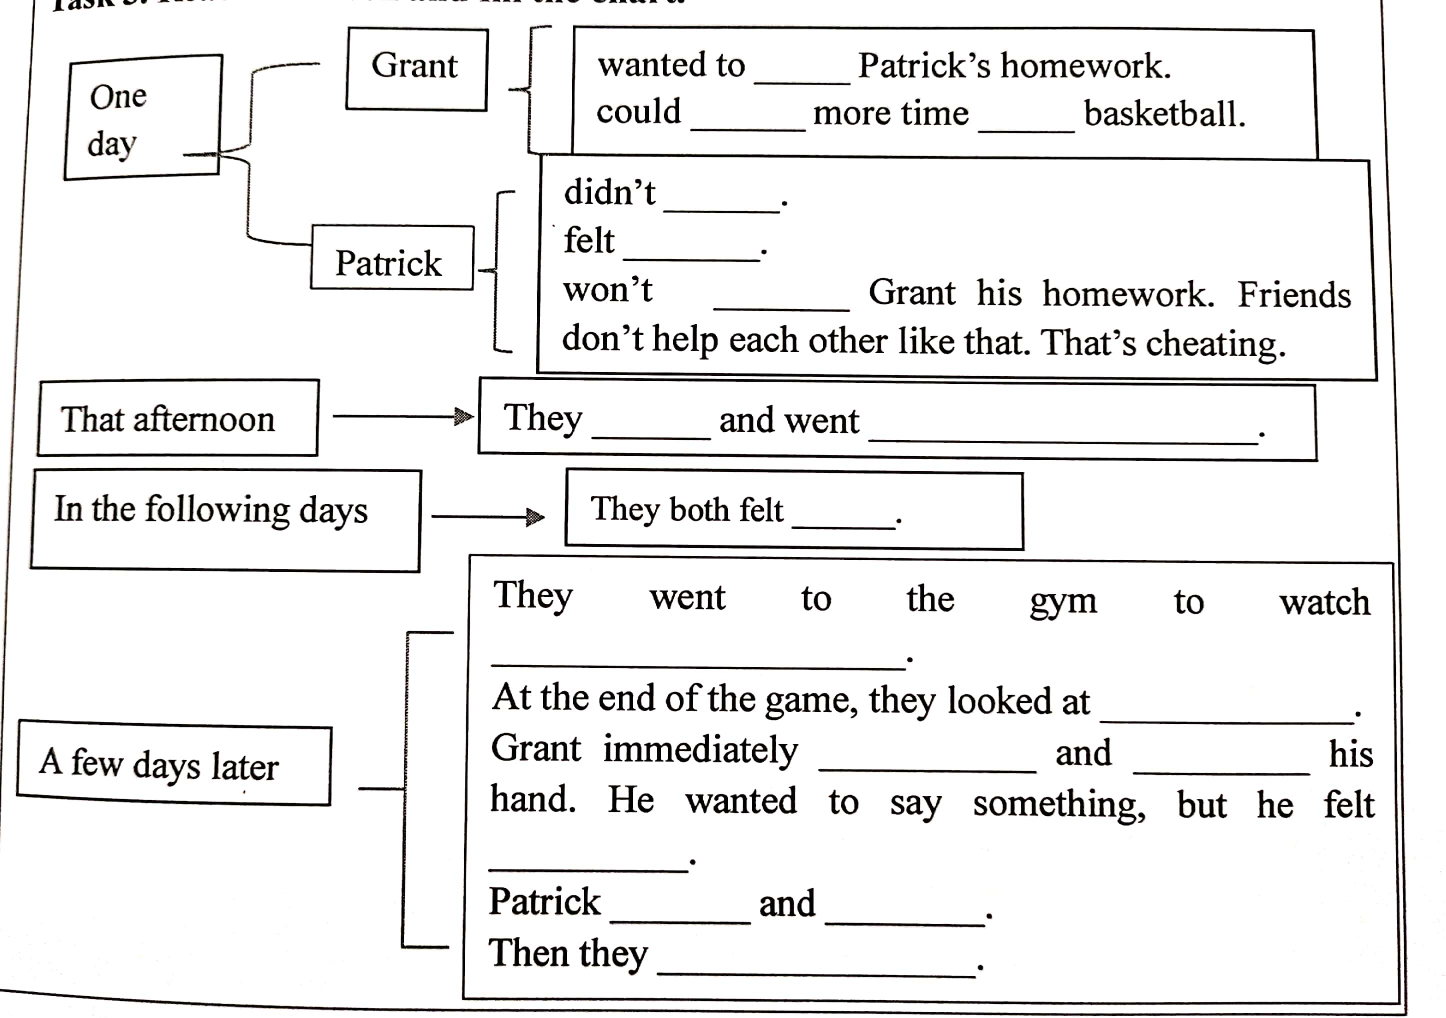 Grant
wanted to ______ Patrick's homework.
could ______ more time ______ basketball.
One
day
didn't ______.
felt ______.
won't ______ Grant his homework. Friends
don't help each other like that. That's cheating.
Patrick
That afternoon
They ______ and went ______.
In the following days
They both felt ______.
They went to the gym to watch
______.
At the end of the game, they looked at ______.
Grant immediately ______ and ______ his
hand. He wanted to say something, but he felt
______.
Patrick ______ and ______.
Then they ______.
A few days later